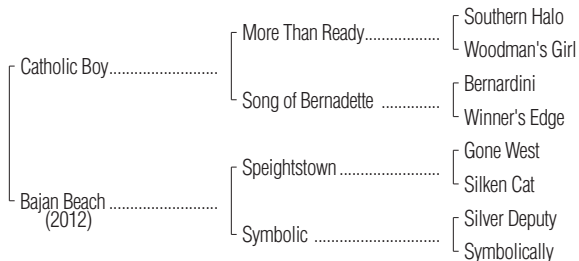 Southern Halo
More Than Ready..................
Woodman's Girl
Catholic Boy..........................
Bernardini
Song of Bernadette ..............
Winner's Edge
Gone West
Speightstown ........................
Silken Cat
Bajan Beach ..........................
(2012)
Silver Deputy
Symbolic ..............................
Symbolically